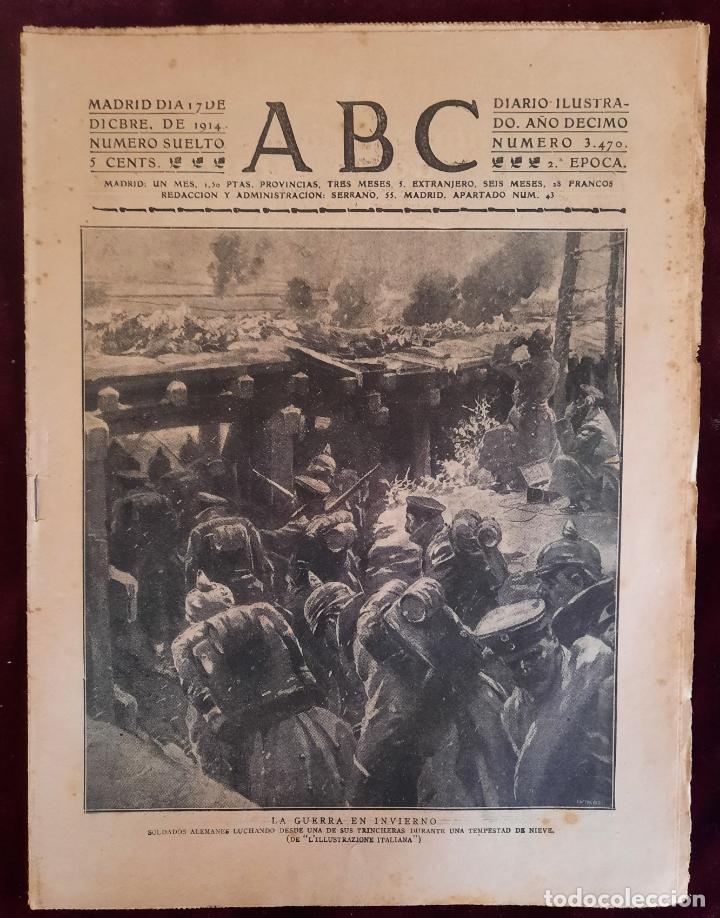 MADRID DIA 17 DE
DICBRE. DE 1914.
NUMERO SUELTO
5 CENTS.
ABC
DIARIO ILUSTRA-
DO. AÑO DECIMO
NUMERO 3.470.
2.ª EPOCA.
MADRID: UN MES, 1,50 PTAS. PROVINCIAS, TRES MESES, 5. EXTRANJERO, SEIS MESES, 28 FRANCOS
REDACCION Y ADMINISTRACION: SERRANO, 55. MADRID. APARTADO NUM. 43
LA GUERRA EN INVIERNO
SOLDADOS ALEMANES LUCHANDO DESDE UNA DE SUS TRINCHERAS DURANTE UNA TEMPESTAD DE NIEVE.
(DE "L'ILLUSTRAZIONE ITALIANA")
todocoleccion
todocoleccion.net